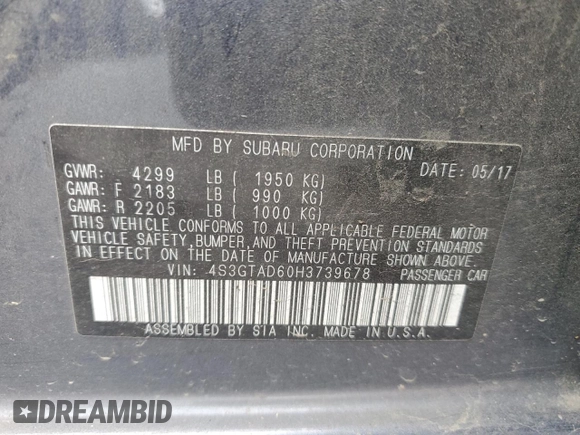 MFD BY SUBARU CORPORATION
GVWR: 4299 LB ( 1950 KG) DATE: 05/17
GAWR: F 2183 LB ( 990 KG)
GAWR: R 2205 LB ( 1000 KG)
THIS VEHICLE CONFORMS TO ALL APPLICABLE FEDERAL MOTOR
VEHICLE SAFETY, BUMPER, AND THEFT PREVENTION STANDARDS
IN EFFECT ON THE DATE OF MANUFACTURE SHOWN ABOVE.
VIN: 4S3GTAD60H3739678 PASSENGER CAR
ASSEMBLED BY SIA INC. MADE IN U.S.A.
DREAMBID